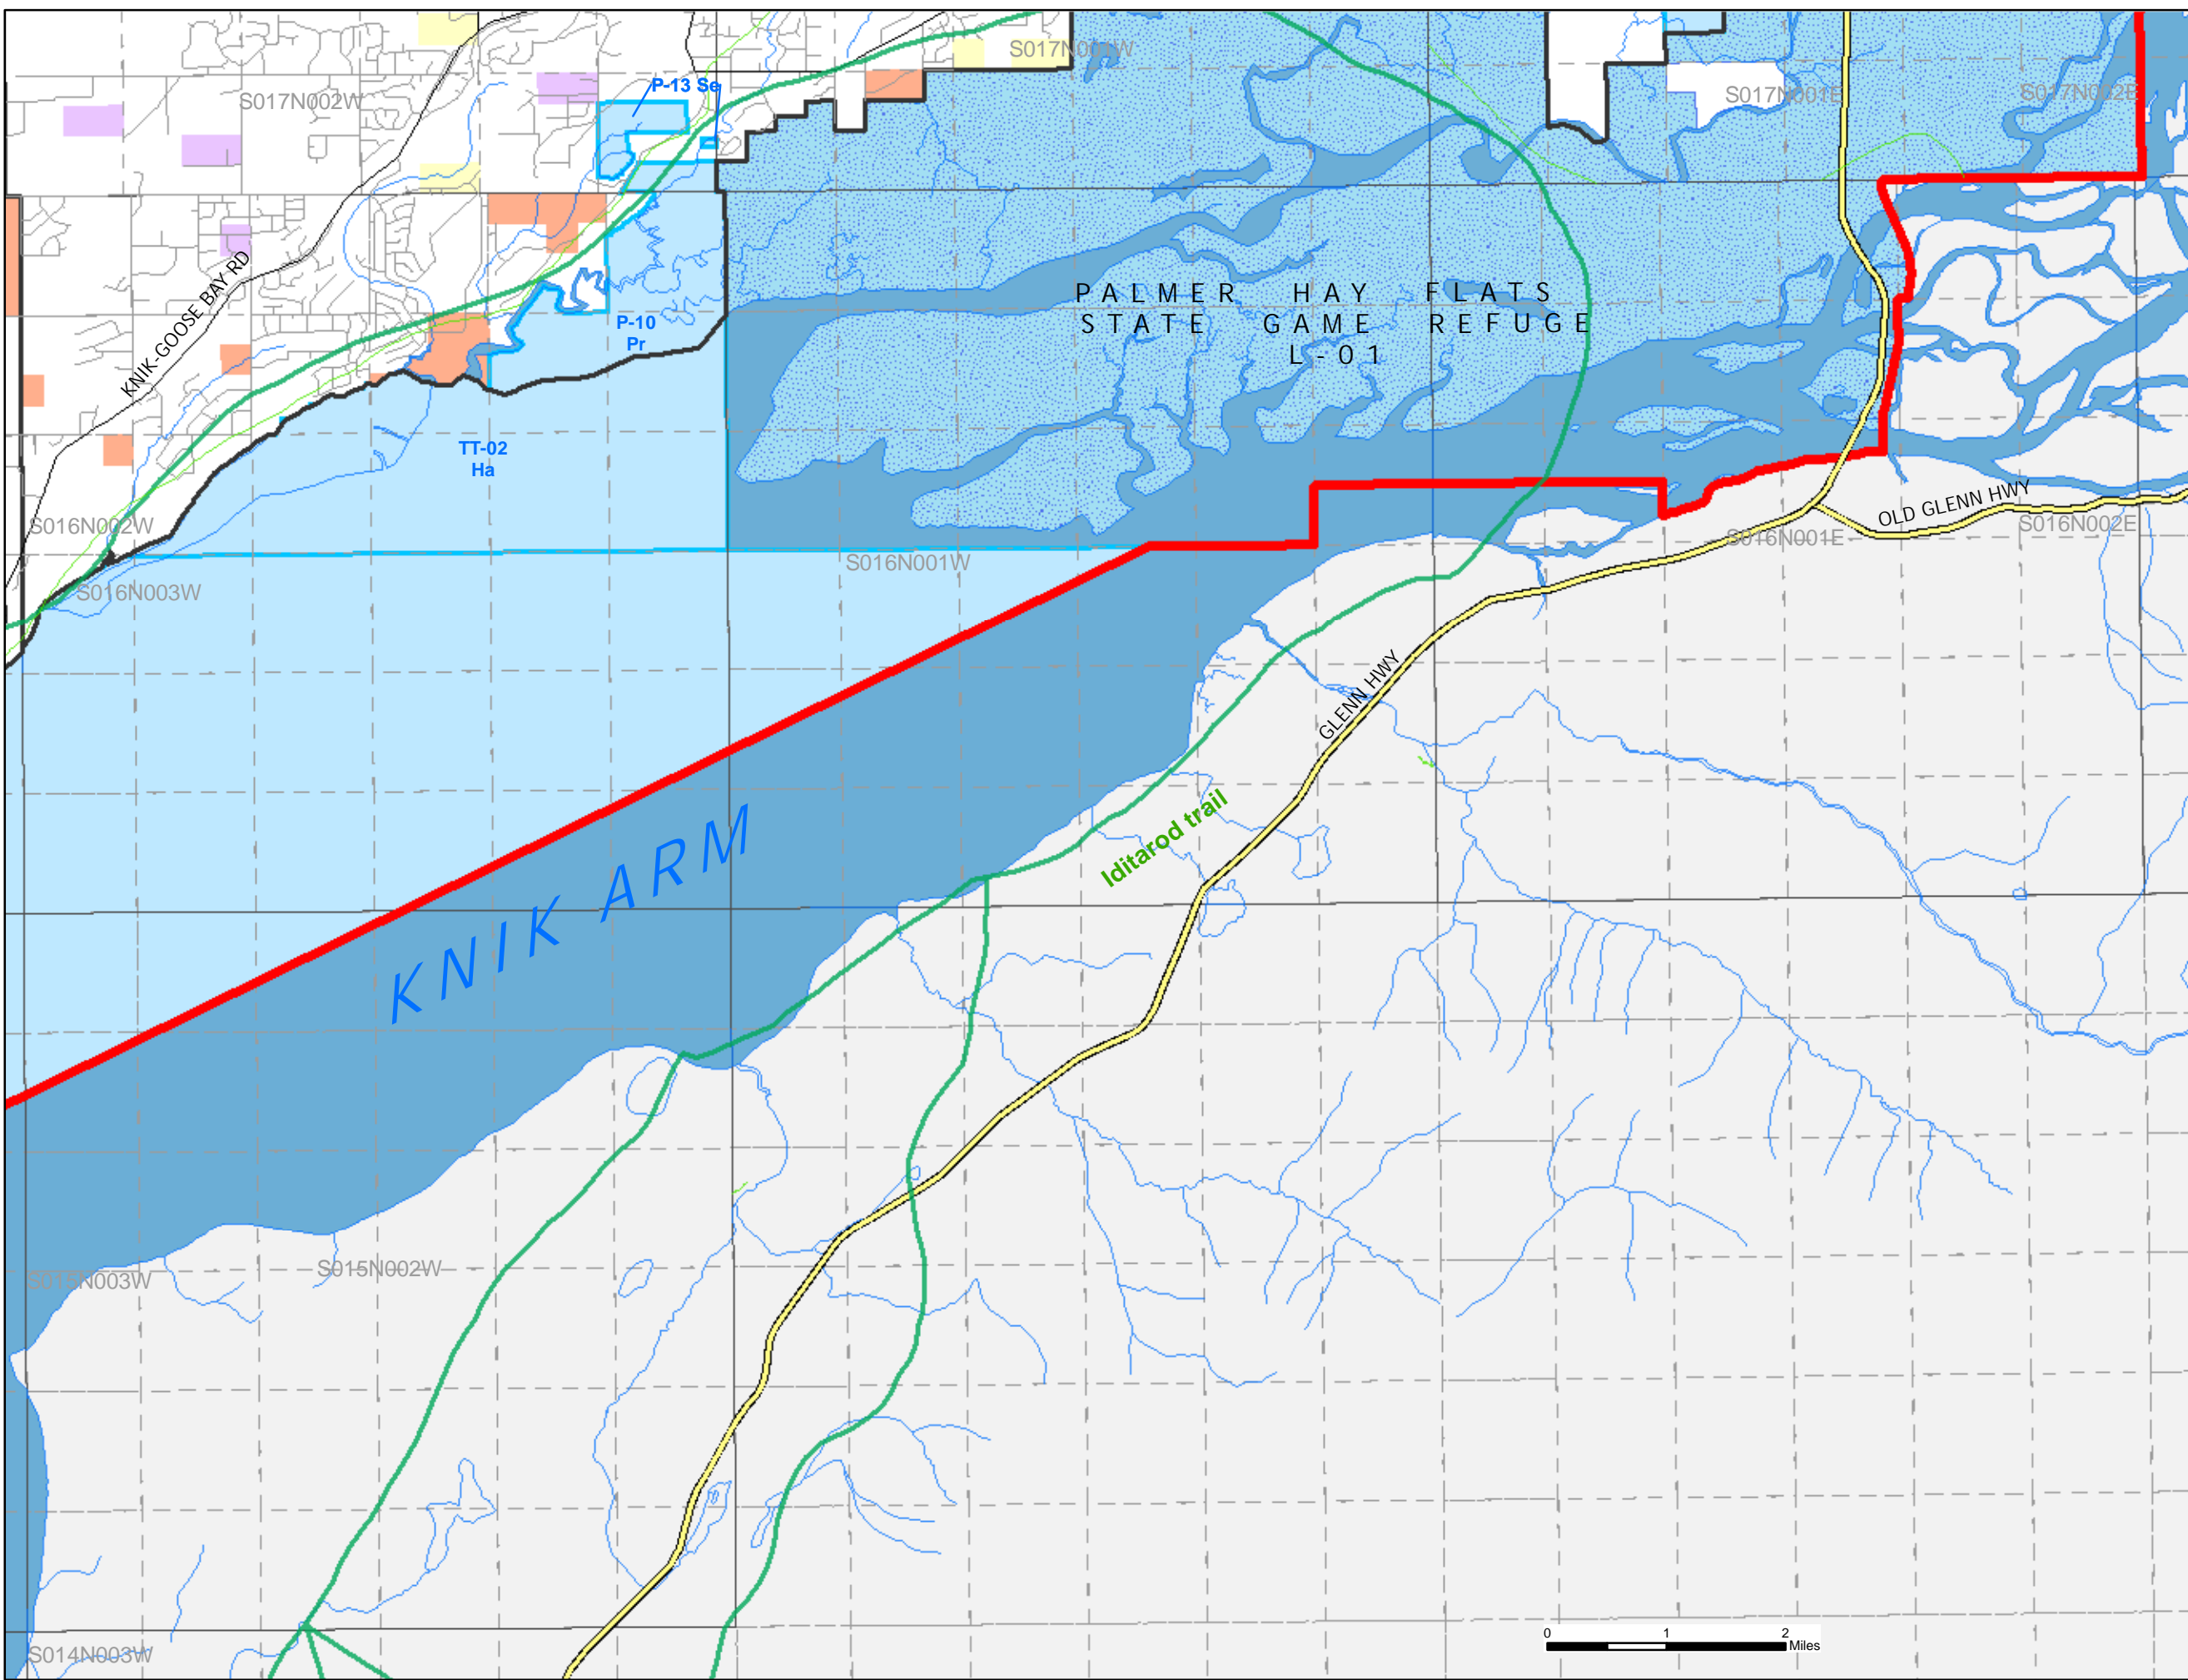 S017N001W
P-13 Se
S017N002W
S017N001E
S017N002E
KNIK-GOOSE BAY RD
PALMER HAY FLATS
STATE GAME REFUGE
L-01
P-10
Pr
TT-02
Ha
OLD GLENN HWY
S016N002W
S016N001E
S016N002E
S016N001W
S016N003W
GLENN HWY
Iditarod trail
KNIK ARM
S015N003W
S015N002W
0 1 2
Miles
S014N003W